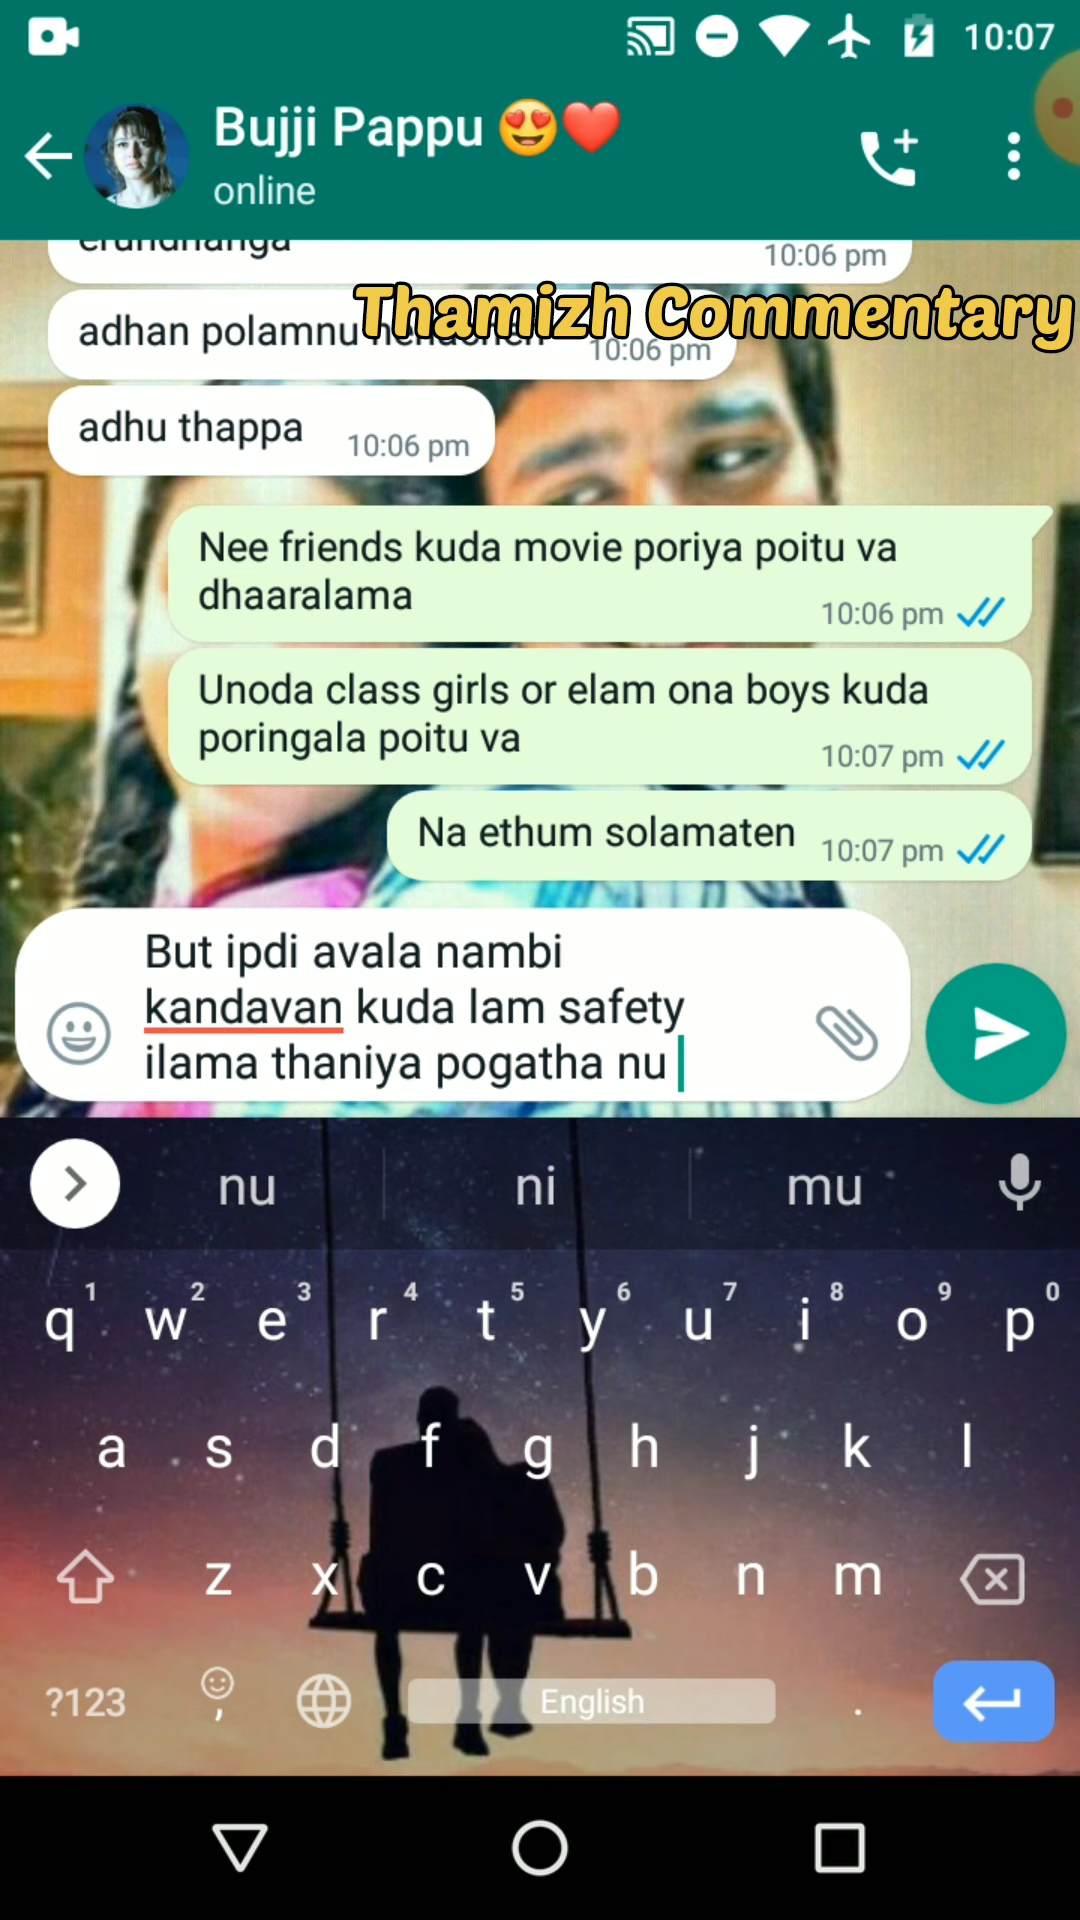 10:07
Bujji Pappu 😍❤️
online
erundhanga
10:06 pm
Thamizh Commentary
adhan polamnu
10:06 pm
adhu thappa 10:06 pm
Nee friends kuda movie poriya poitu va
dhaaralama
10:06 pm
Unoda class girls or elam ona boys kuda
poringala poitu va
10:07 pm
Na ethum solamaten 10:07 pm
But ipdi avala nambi
kandavan kuda lam safety
ilama thaniya pogatha nu
nu ni mu
1 2 3 4 5 6 7 8 9 0
q w e r t y u i o p
a s d f g h j k l
z x c v b n m
?123 , English .